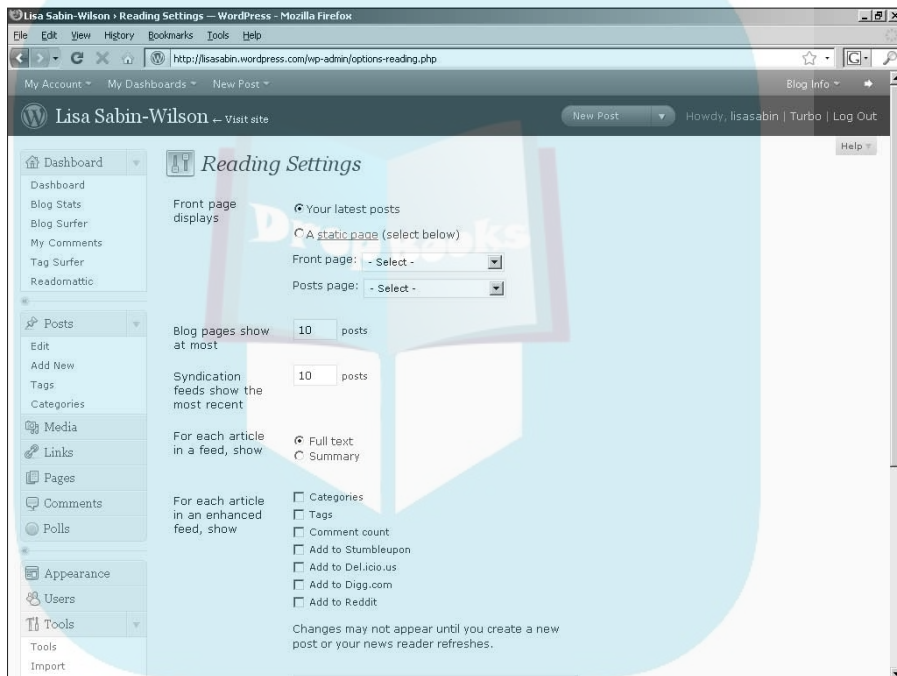 Lisa Sabin-Wilson › Reading Settings — WordPress - Mozilla Firefox
File Edit View History Bookmarks Tools Help
http://lisasabin.wordpress.com/wp-admin/options-reading.php
My Account My Dashboards New Post Blog Info
Lisa Sabin-Wilson ← Visit site New Post Howdy, lisasabin | Turbo | Log Out
Help
Dashboard
Dashboard
Blog Stats
Blog Surfer
My Comments
Tag Surfer
Readomattic
Posts
Edit
Add New
Tags
Categories
Media
Links
Pages
Comments
Polls
Appearance
Users
Tools
Tools
Import
Reading Settings
Front page
displays
Your latest posts
A static page (select below)
Front page: - Select -
Posts page: - Select -
DropBooks
Blog pages show
at most
10 posts
Syndication
feeds show the
most recent
10 posts
For each article
in a feed, show
Full text
Summary
For each article
in an enhanced
feed, show
Categories
Tags
Comment count
Add to Stumbleupon
Add to Del.icio.us
Add to Digg.com
Add to Reddit
Changes may not appear until you create a new
post or your news reader refreshes.